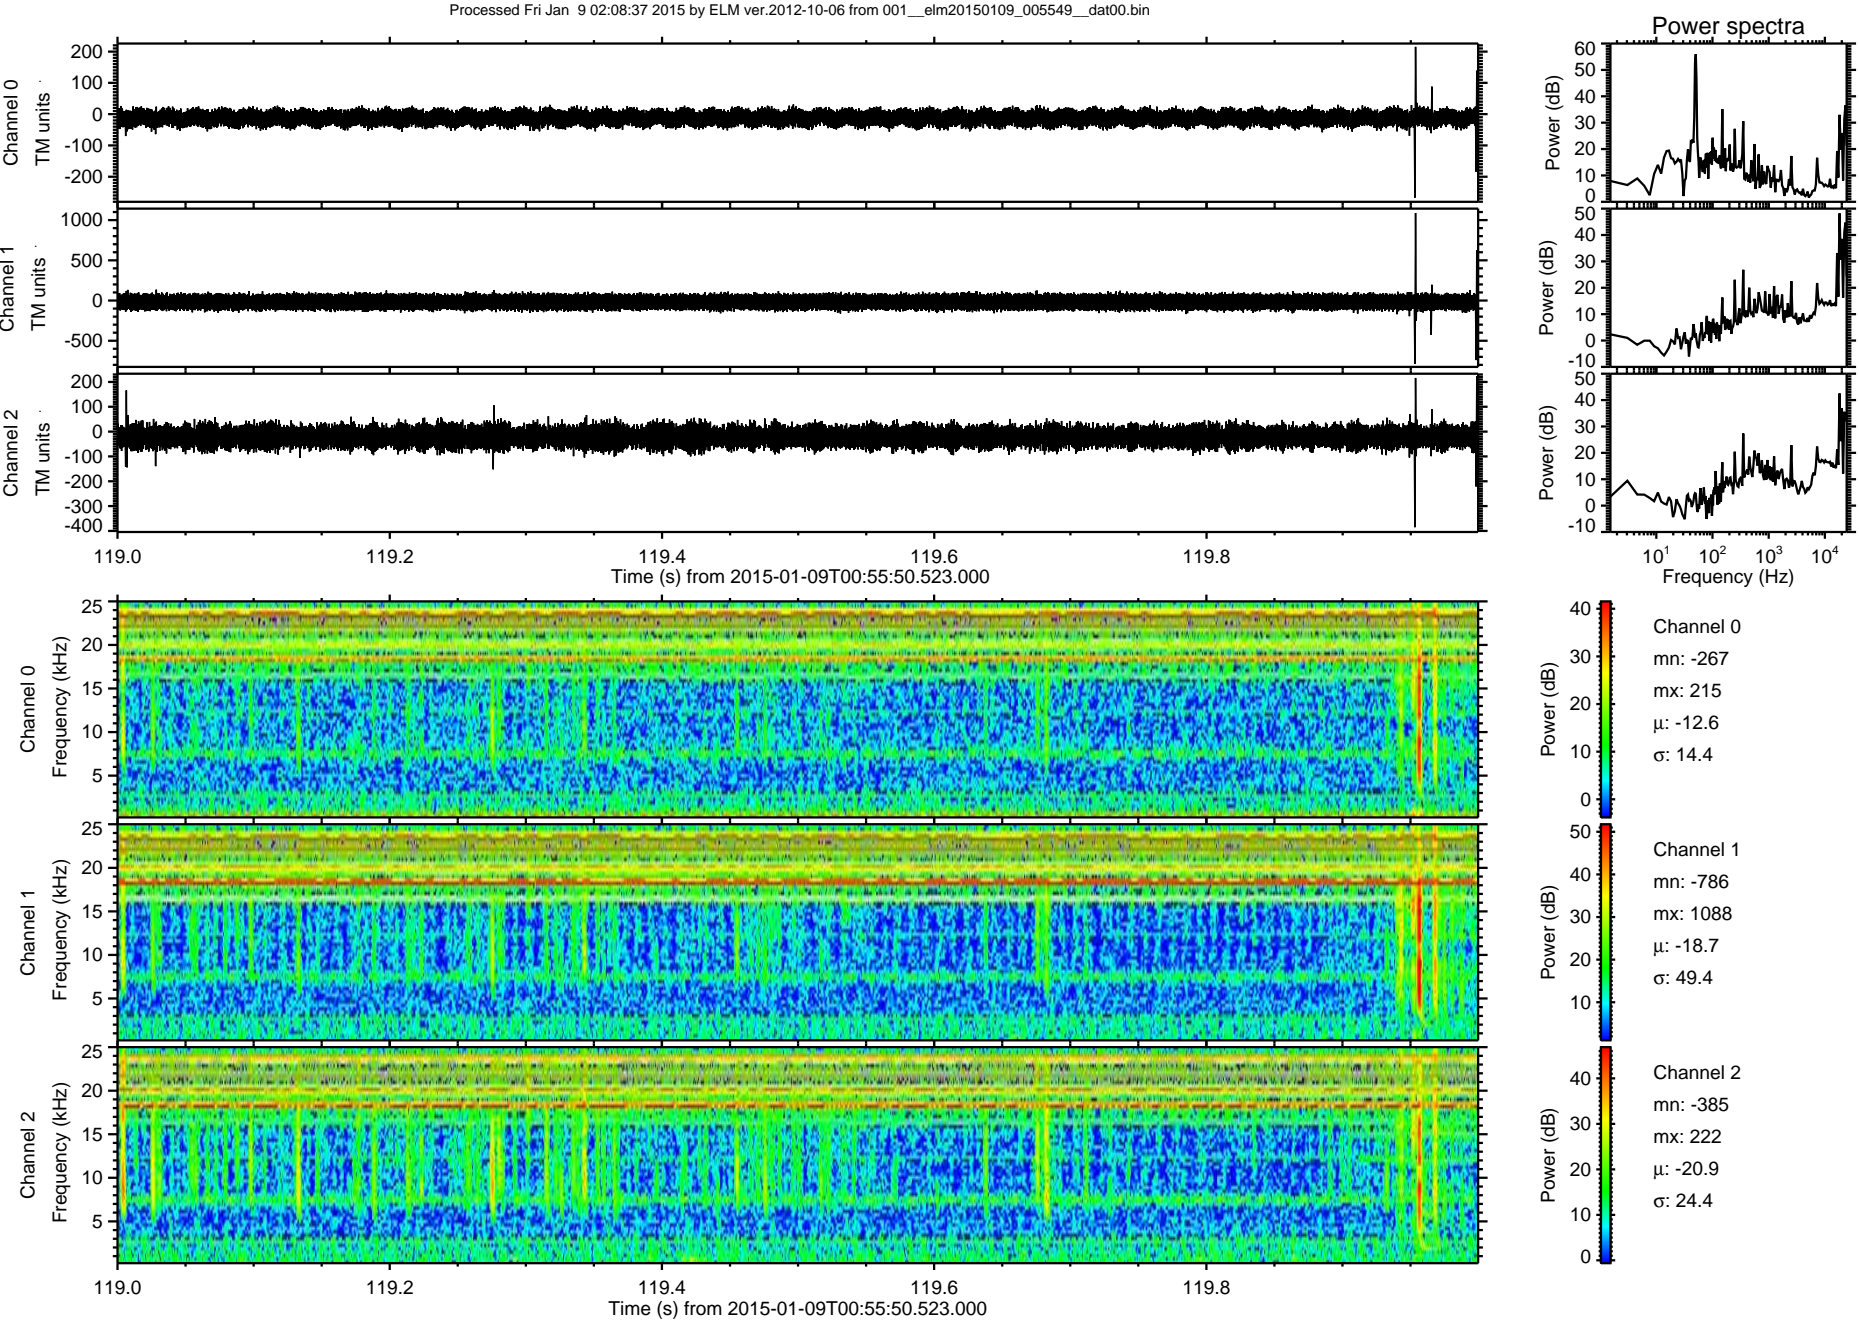 Processed Fri Jan  9 02:08:37 2015 by ELM ver.2012-10-06 from 001__elm20150109_005549__dat00.bin
Power spectra
Channel 0
TM units
200
100
0
-100
-200
Power (dB)
60
50
40
30
20
10
0
Channel 1
TM units
1000
500
0
-500
Power (dB)
50
40
30
20
10
0
-10
Channel 2
TM units
200
100
0
-100
-200
-300
-400
Power (dB)
50
40
30
20
10
0
-10
119.0 119.2 119.4 119.6 119.8
Time (s) from 2015-01-09T00:55:50.523.000
10¹ 10² 10³ 10⁴
Frequency (Hz)
Channel 0
Frequency (kHz)
25
20
15
10
5
Power (dB)
40
30
20
10
0
Channel 0
mn: -267
mx: 215
μ: -12.6
σ: 14.4
Channel 1
Frequency (kHz)
25
20
15
10
5
Power (dB)
50
40
30
20
10
Channel 1
mn: -786
mx: 1088
μ: -18.7
σ: 49.4
Channel 2
Frequency (kHz)
25
20
15
10
5
Power (dB)
40
30
20
10
0
Channel 2
mn: -385
mx: 222
μ: -20.9
σ: 24.4
119.0 119.2 119.4 119.6 119.8
Time (s) from 2015-01-09T00:55:50.523.000